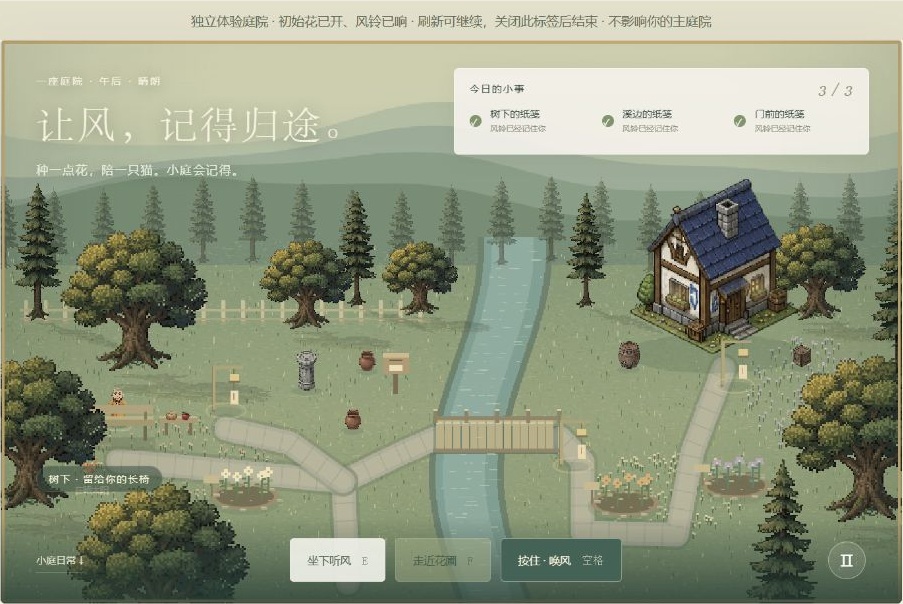 独立体验庭院 · 初始花已开、风铃已响 · 刷新可继续，关闭此标签后结束 · 不影响你的主庭院
一座庭院 · 午后 · 晴朗
让风，记得归途。
种一点花，陪一只猫。小庭会记得。
今日的小事
3 / 3
树下的纸笺
风铃已经记住你
溪边的纸笺
风铃已经记住你
门前的纸笺
风铃已经记住你
树下 · 留给你的长椅
小庭日常
坐下听风 E
走近花圃 F
按住 · 唤风 空格